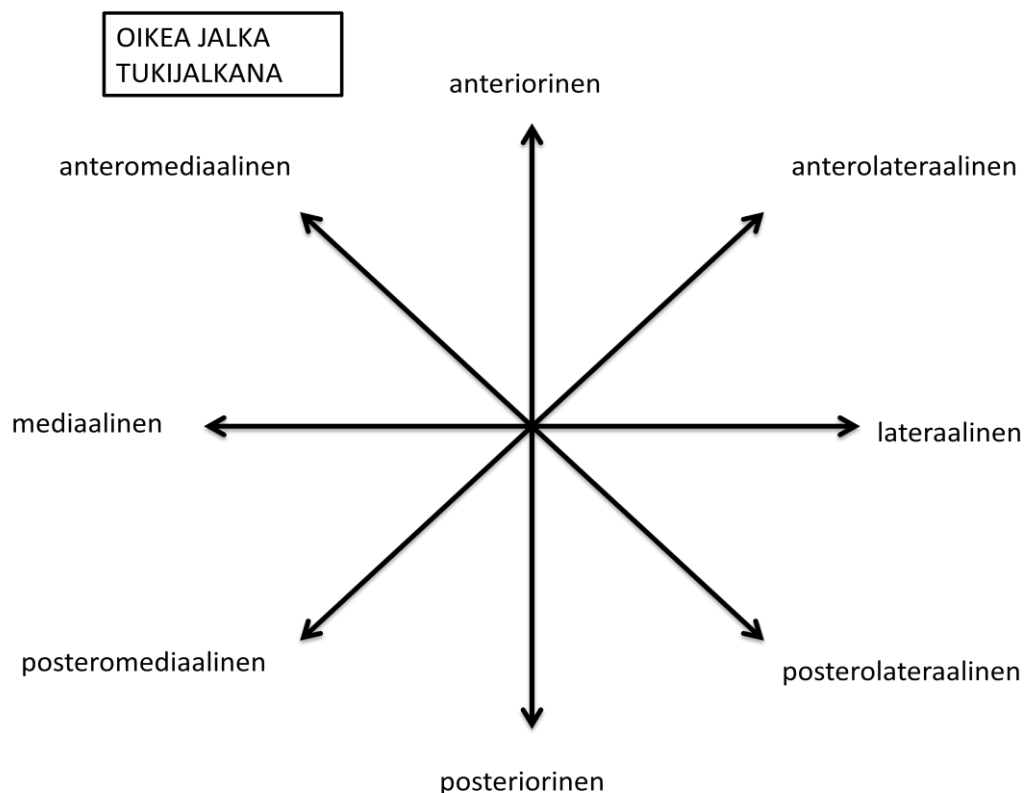 OIKEA JALKA
TUKIJALKANA
anteriorinen
anteromediaalinen
anterolateraalinen
mediaalinen
lateraalinen
posteromediaalinen
posterolateraalinen
posteriorinen